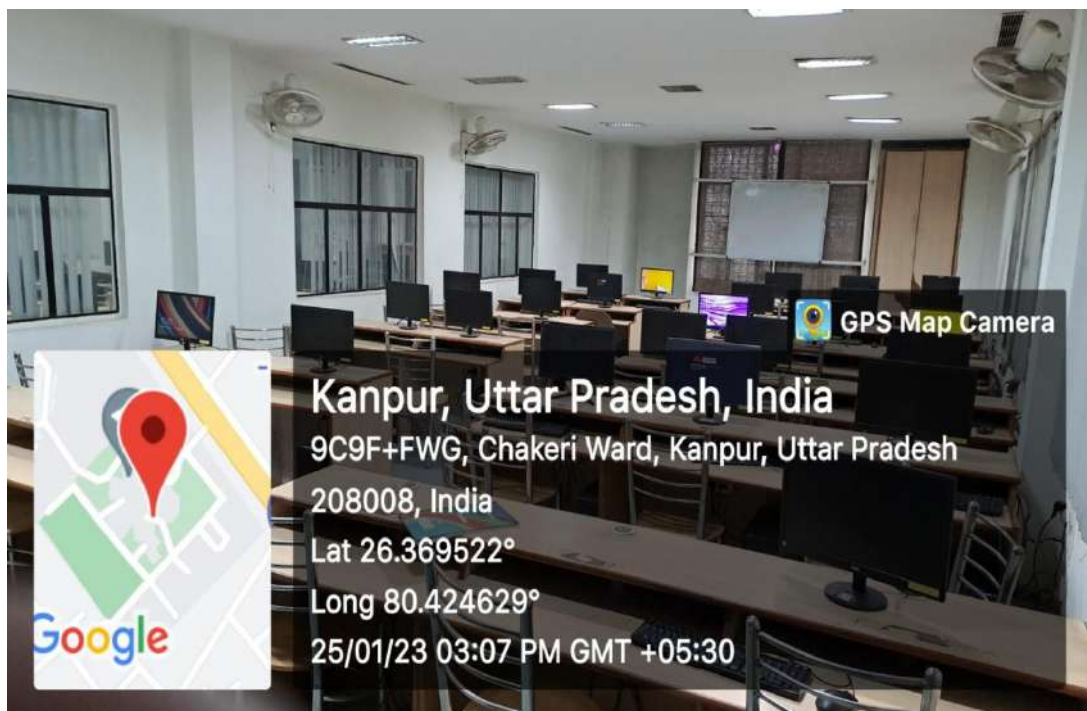 GPS Map Camera
Kanpur, Uttar Pradesh, India
9C9F+FWG, Chakeri Ward, Kanpur, Uttar Pradesh
208008, India
Lat 26.369522°
Long 80.424629°
25/01/23 03:07 PM GMT +05:30
Google